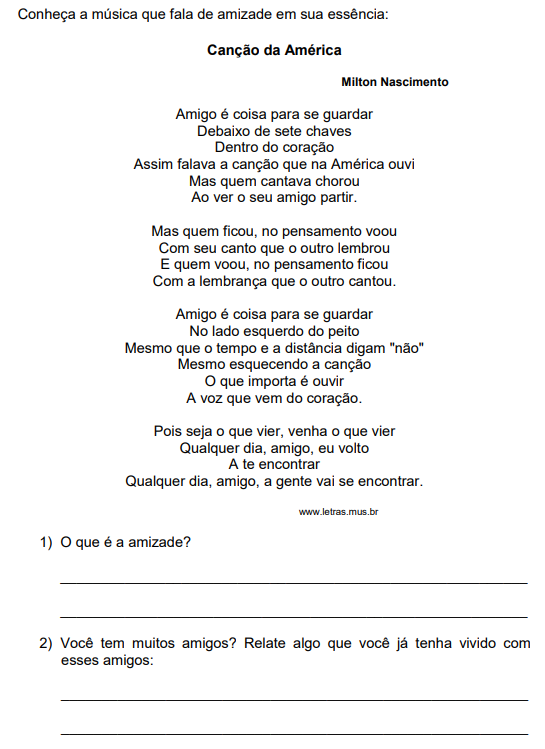 Conheça a música que fala de amizade em sua essência:
Canção da América
Milton Nascimento
Amigo é coisa para se guardar
Debaixo de sete chaves
Dentro do coração
Assim falava a canção que na América ouvi
Mas quem cantava chorou
Ao ver o seu amigo partir.
Mas quem ficou, no pensamento voou
Com seu canto que o outro lembrou
E quem voou, no pensamento ficou
Com a lembrança que o outro cantou.
Amigo é coisa para se guardar
No lado esquerdo do peito
Mesmo que o tempo e a distância digam "não"
Mesmo esquecendo a canção
O que importa é ouvir
A voz que vem do coração.
Pois seja o que vier, venha o que vier
Qualquer dia, amigo, eu volto
A te encontrar
Qualquer dia, amigo, a gente vai se encontrar.
www.letras.mus.br
1) O que é a amizade?
2) Você tem muitos amigos? Relate algo que você já tenha vivido com
esses amigos: